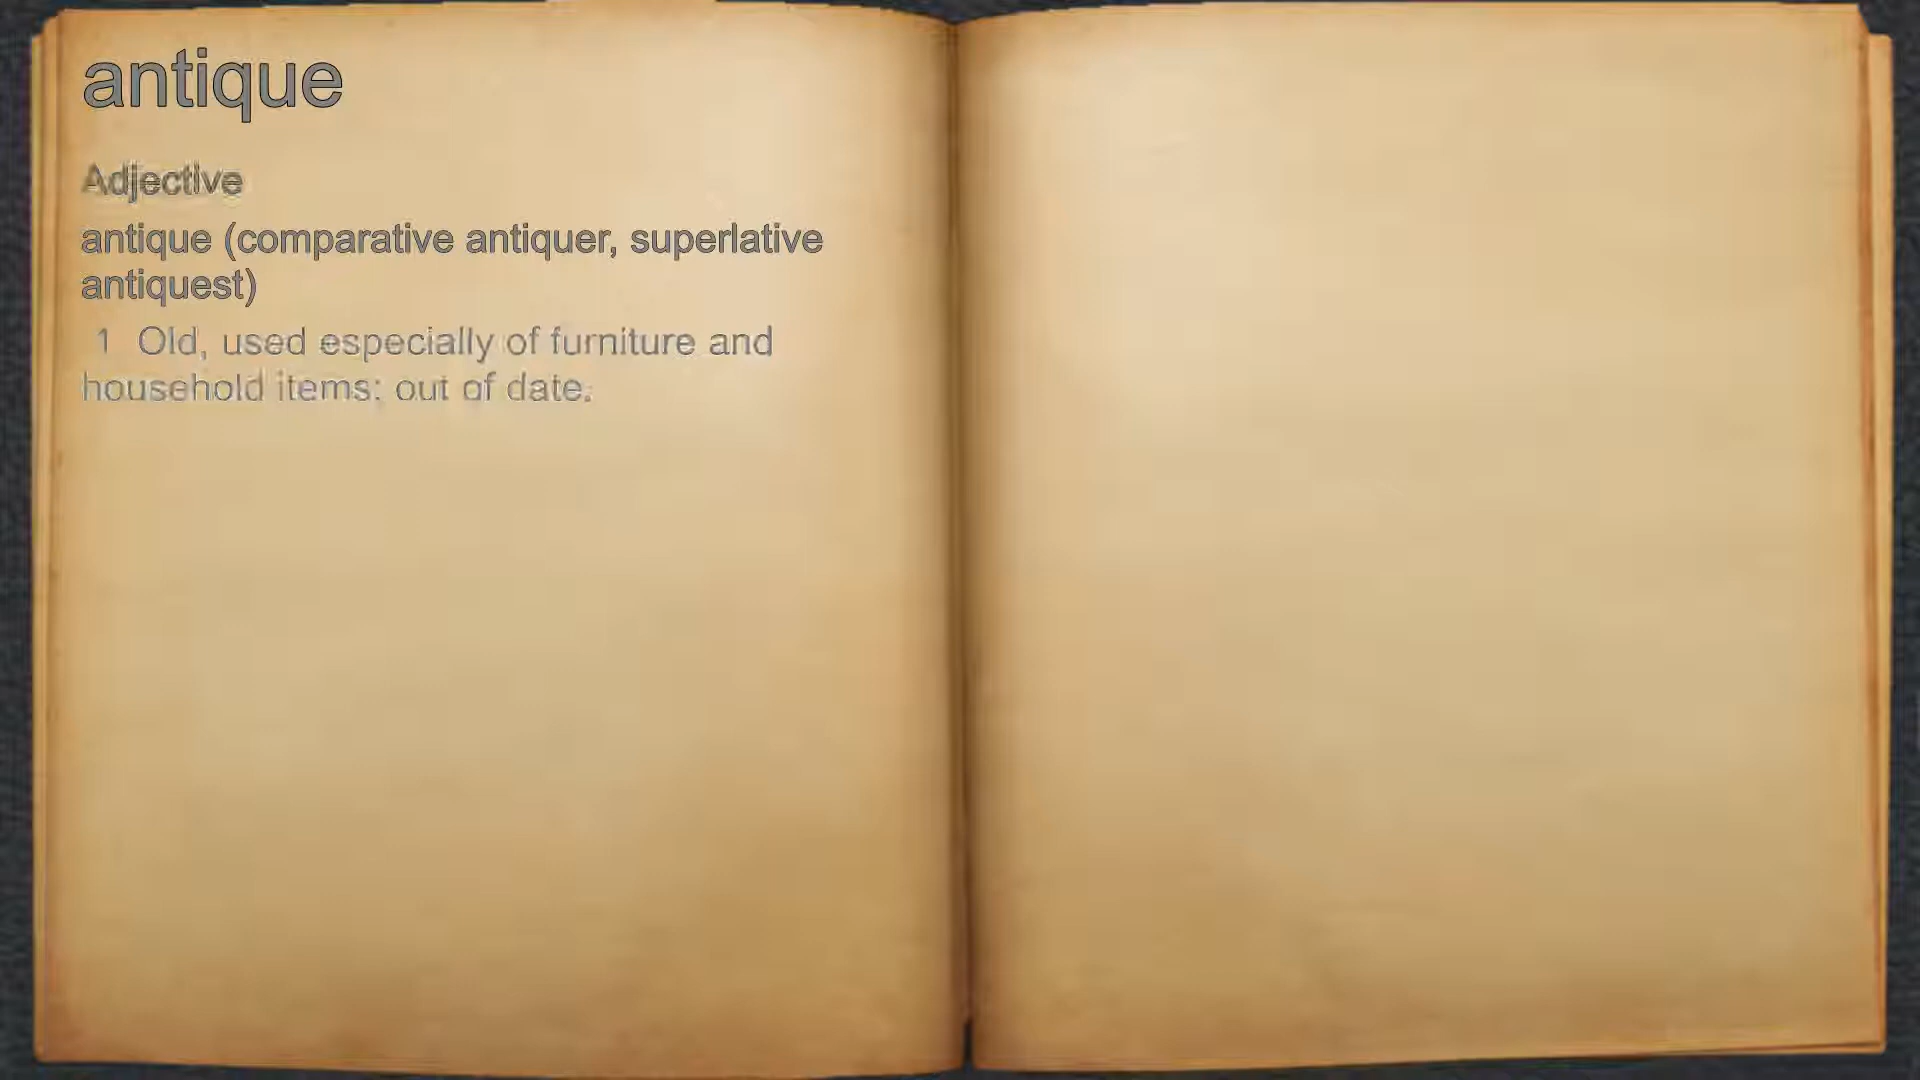 antique
Adjective
antique (comparative antiquer, superlative
antiquest)
1 Old, used especially of furniture and
household items; out of date.